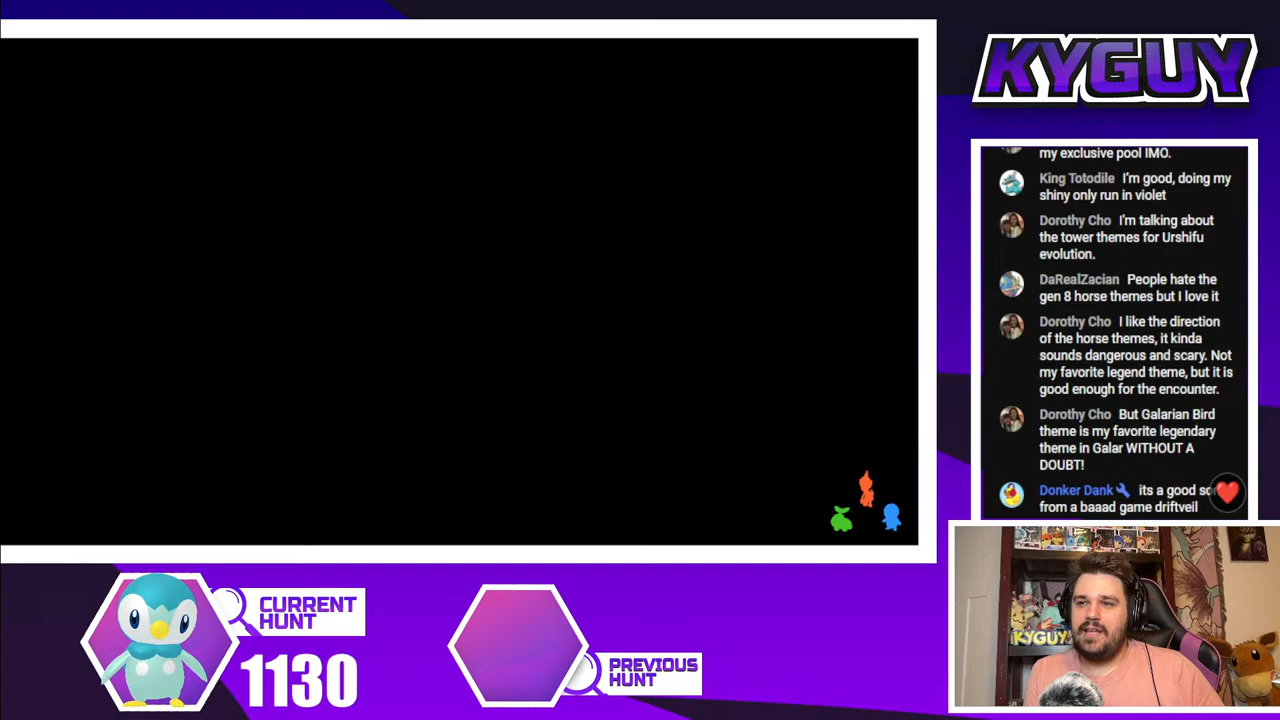 KYGUY
my exclusive pool IMO.
King Totodile I'm good, doing my
shiny only run in violet
Dorothy Cho I'm talking about
the tower themes for Urshifu
evolution.
DaRealZacian People hate the
gen 8 horse themes but I love it
Dorothy Cho I like the direction
of the horse themes, it kinda
sounds dangerous and scary. Not
my favorite legend theme, but it is
good enough for the encounter.
Dorothy Cho But Galarian Bird
theme is my favorite legendary
theme in Galar WITHOUT A
DOUBT!
Donker Dank its a good
from a baaad game driftveil
CURRENT
HUNT
1130
PREVIOUS
HUNT
KYGUY